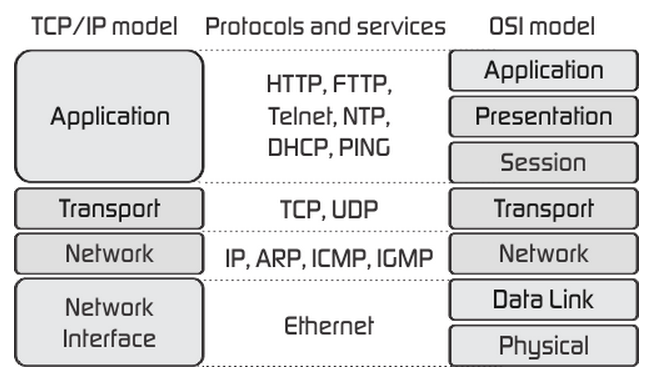 TCP/IP model Protocols and services OSI model
Application
HTTP, FTTP,
Telnet, NTP,
DHCP, PING
Application
Presentation
Session
Transport
TCP, UDP
Transport
Network
IP, ARP, ICMP, IGMP
Network
Network
Interface
Ethernet
Data Link
Physical